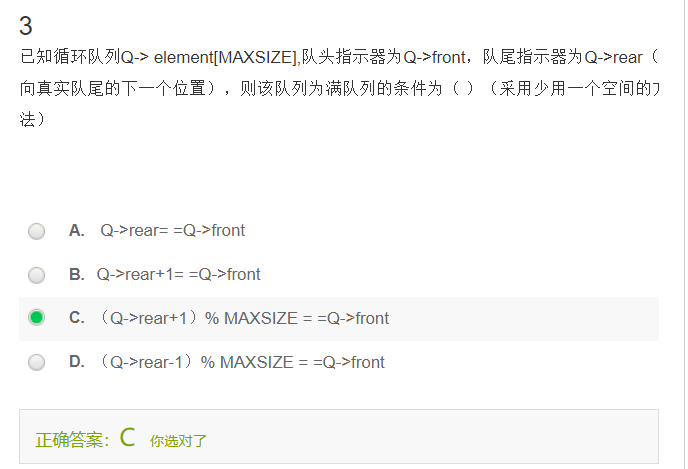 3
已知循环队列Q-> element[MAXSIZE],队头指示器为Q->front，队尾指示器为Q->rear（
向真实队尾的下一个位置），则该队列为满队列的条件为（ ）（采用少用一个空间的方
法）
A. Q->rear= =Q->front
B. Q->rear+1= =Q->front
C. （Q->rear+1）% MAXSIZE = =Q->front
D. （Q->rear-1）% MAXSIZE = =Q->front
正确答案： C 你选对了